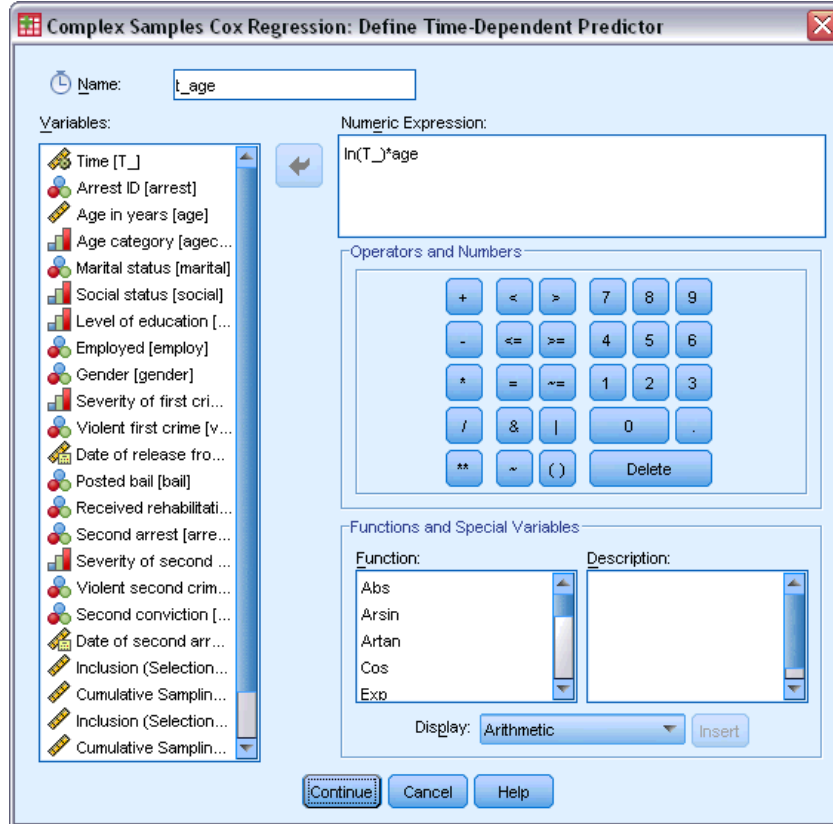 Complex Samples Cox Regression: Define Time-Dependent Predictor
Name:
t_age
Variables:
Time [T_]
Arrest ID [arrest]
Age in years [age]
Age category [agec...
Marital status [marital]
Social status [social]
Level of education [...
Employed [employ]
Gender [gender]
Severity of first cri...
Violent first crime [v...
Date of release fro...
Posted bail [bail]
Received rehabilitati...
Second arrest [arre...
Severity of second ...
Violent second crim...
Second conviction [...
Date of second arr...
Inclusion (Selection...
Cumulative Samplin...
Inclusion (Selection...
Cumulative Samplin...
Numeric Expression:
ln(T_)*age
Operators and Numbers
+ < > 7 8 9
- <= >= 4 5 6
* = ~= 1 2 3
/ & | 0 .
** ~ ( ) Delete
Functions and Special Variables
Function:
Abs
Arsin
Artan
Cos
Exp
Description:
Display: Arithmetic Insert
Continue Cancel Help